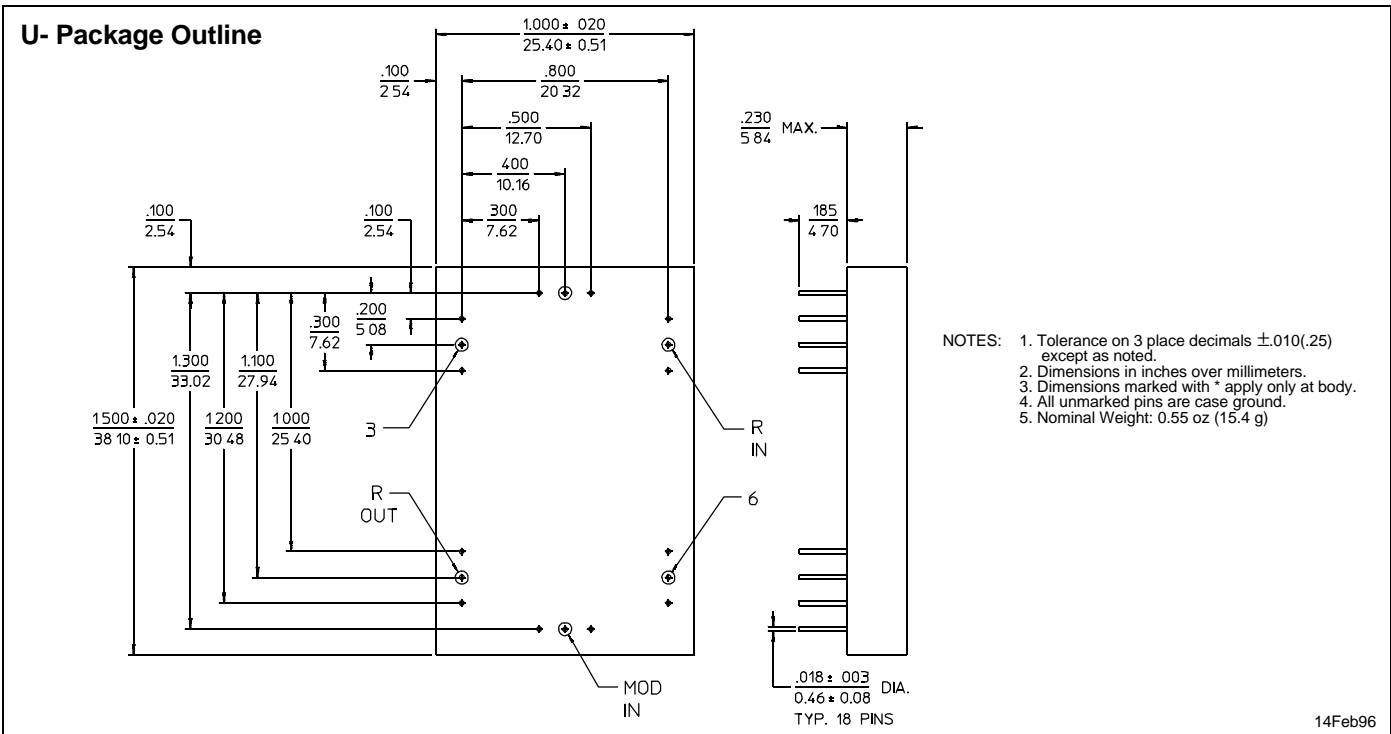 U- Package Outline
1.000± 020
25.40± 0.51
.100
2 54
.800
20 32
.500
12.70
.230
5 84
MAX.
400
10.16
.100
2.54
.100
2.54
300
7.62
.185
4 70
.300
7.62
.200
5 08
NOTES: 1. Tolerance on 3 place decimals ±.010(.25)
except as noted.
2. Dimensions in inches over millimeters.
3. Dimensions marked with * apply only at body.
4. All unmarked pins are case ground.
5. Nominal Weight: 0.55 oz (15.4 g)
1.300
33.02
1.100
27.94
1500± .020
38 10± 0.51
1200
30 48
1000
25 40
3
R
IN
R
OUT
6
MOD
IN
.018± 003
0.46± 0.08
DIA.
TYP. 18 PINS
14Feb96